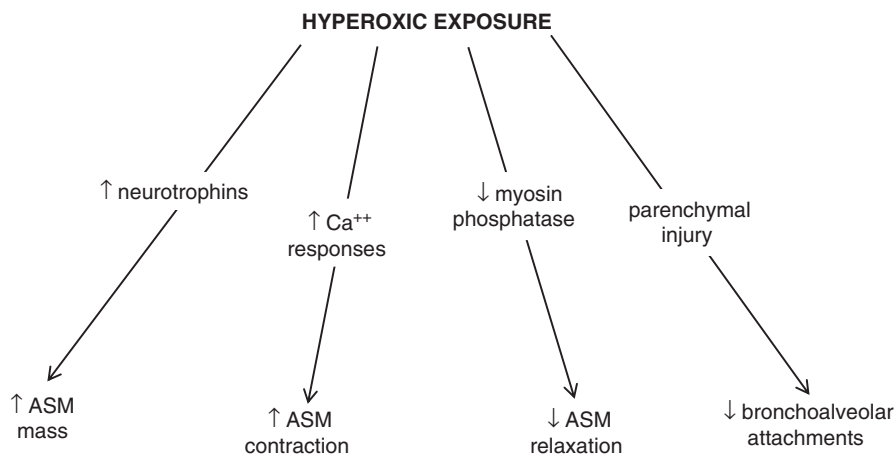 HYPEROXIC EXPOSURE
↑ neurotrophins
↑ Ca⁺⁺
responses
↓ myosin
phosphatase
parenchymal
injury
↑ ASM
mass
↑ ASM
contraction
↓ ASM
relaxation
↓ bronchoalveolar
attachments